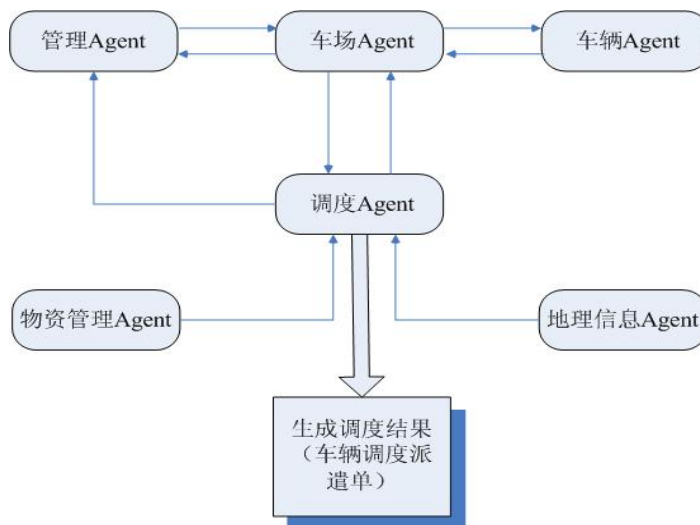 管理Agent
车场Agent
车辆Agent
调度Agent
物资管理Agent
地理信息Agent
生成调度结果
（车辆调度派
遣单）